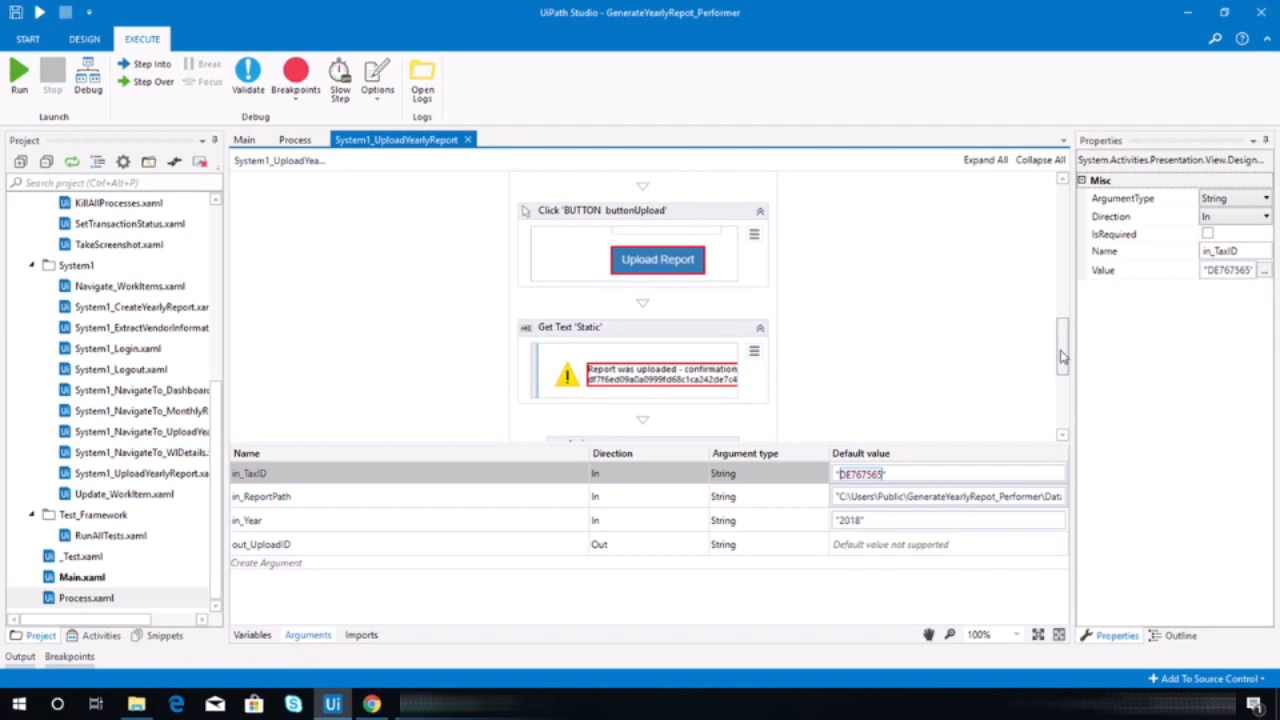 UiPath Studio - GenerateYearlyRepot_Performer
START DESIGN EXECUTE
Run
Stop
Debug
Step Into
Step Over
Break
Focus
Validate
Breakpoints
Slow Step
Options
Open Logs
Launch
Debug
Logs
Project
Search project (Ctrl+Alt+P)
KillAllProcesses.xaml
SetTransactionStatus.xaml
TakeScreenshot.xaml
System1
Navigate_WorkItems.xaml
System1_CreateYearlyReport.xar
System1_ExtractVendorInformat
System1_Login.xaml
System1_Logout.xaml
System1_NavigateTo_Dashboard
System1_NavigateTo_MonthlyR
System1_NavigateTo_UploadYea
System1_NavigateTo_WIDetails.
System1_UploadYearlyReport.xa
Update_WorkItem.xaml
Test_Framework
RunAllTests.xaml
_Test.xaml
Main.xaml
Process.xaml
Project Activities Snippets
Output Breakpoints
Main Process System1_UploadYearlyReport
System1_UploadYea...
Expand All Collapse All
Click 'BUTTON buttonUpload'
Upload Report
Get Text 'Static'
Report was uploaded - confirmation
df7f6ed09a0a0999fd68c1ca242de7c4
Name Direction Argument type Default value
in_TaxID In String "DE767565"
in_ReportPath In String "C:\Users\Public\GenerateYearlyRepot_Performer\Data
in_Year In String "2018"
out_UploadID Out String Default value not supported
Create Argument
Variables Arguments Imports
100%
Properties
System.Activities.Presentation.View.Design...
Misc
ArgumentType String
Direction In
IsRequired
Name in_TaxID
Value "DE767565" ...
Properties Outline
Add To Source Control